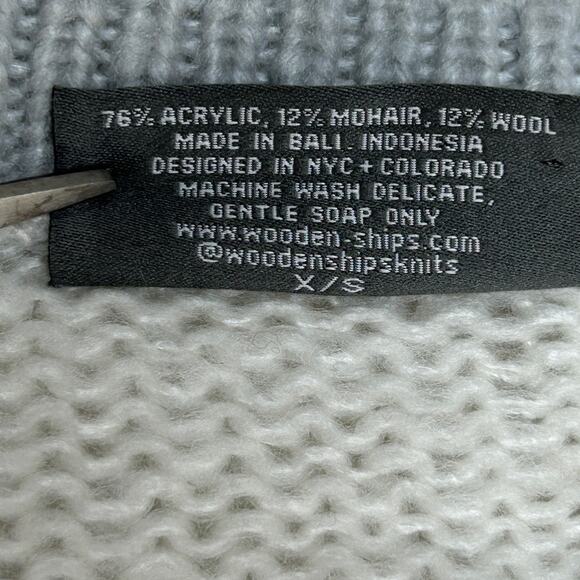 76% ACRYLIC, 12% MOHAIR, 12% WOOL
MADE IN BALI. INDONESIA
DESIGNED IN NYC + COLORADO
MACHINE WASH DELICATE,
GENTLE SOAP ONLY
www.wooden-ships.com
@woodenshipsknits
X/S